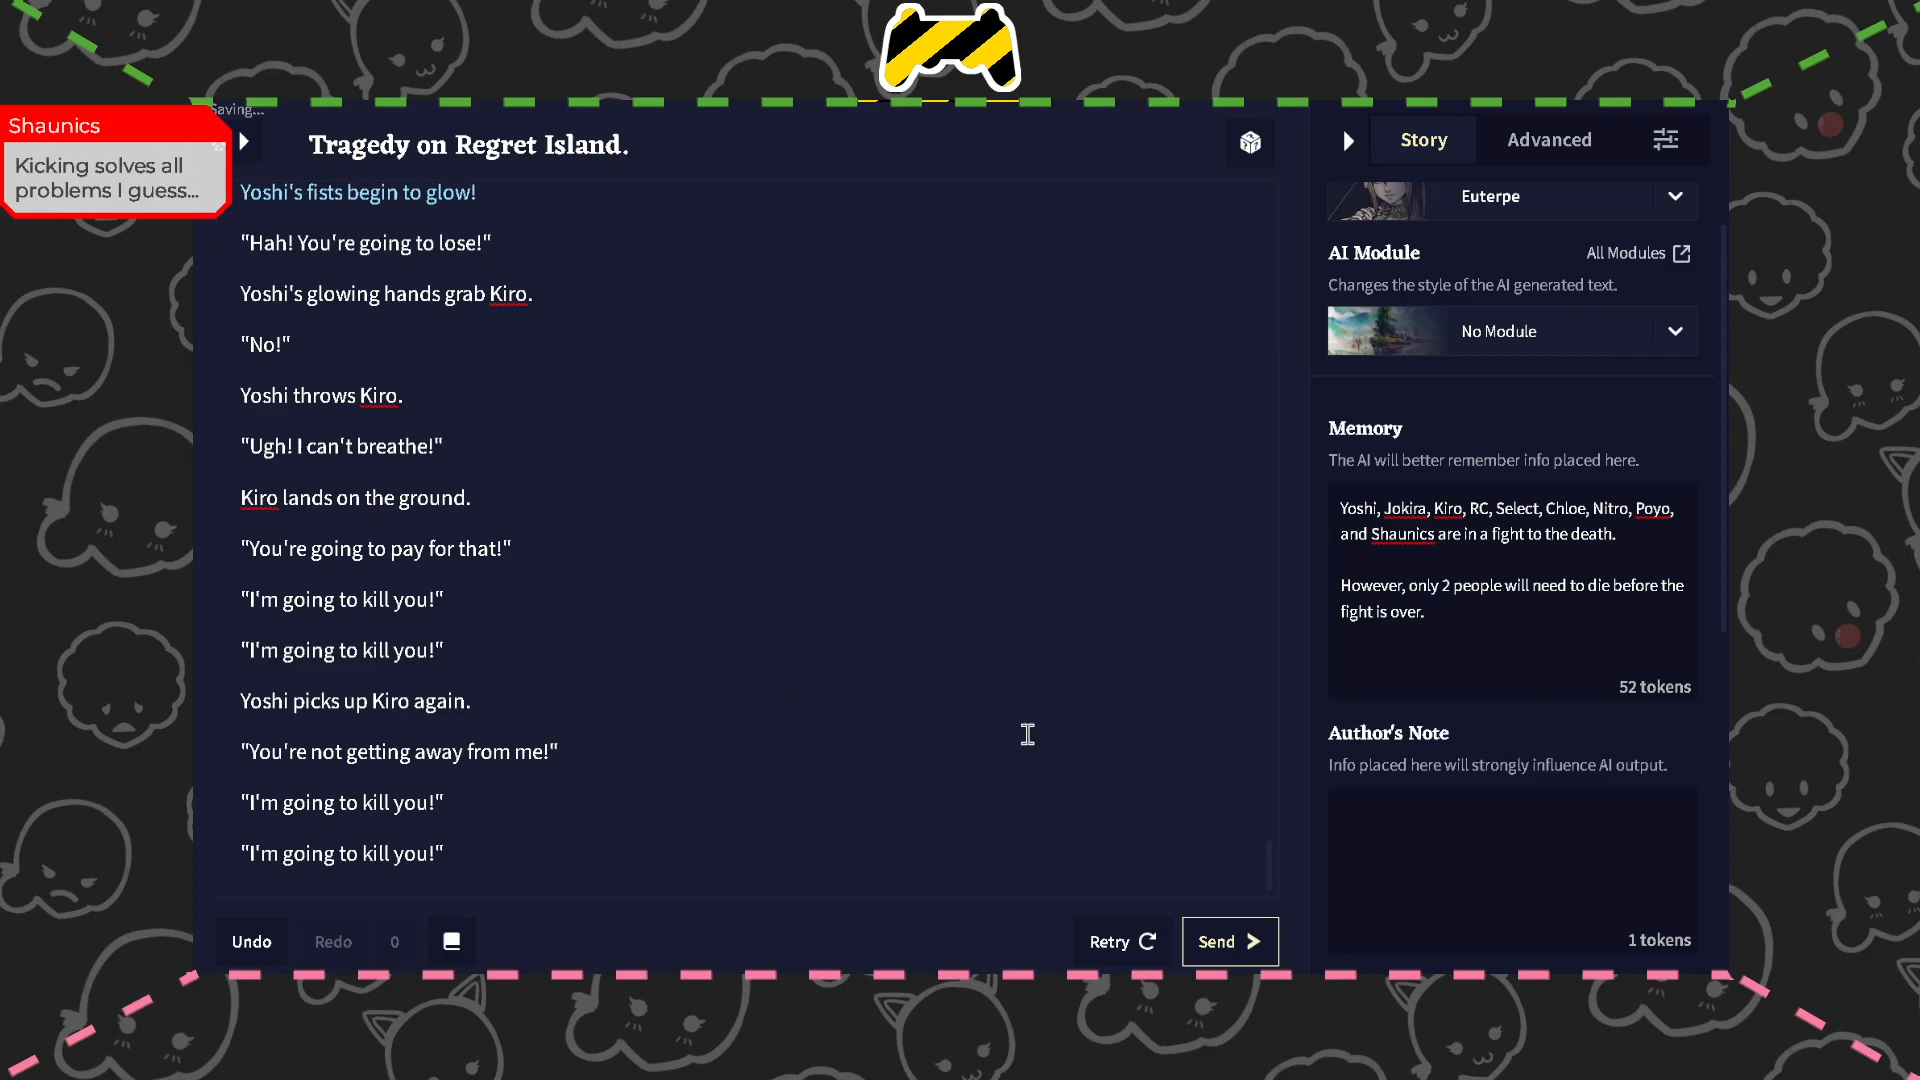 Saving...
Shaunics
Kicking solves all
problems I guess...
Tragedy on Regret Island.
Yoshi's fists begin to glow!
"Hah! You're going to lose!"
Yoshi's glowing hands grab Kiro.
"No!"
Yoshi throws Kiro.
"Ugh! I can't breathe!"
Kiro lands on the ground.
"You're going to pay for that!"
"I'm going to kill you!"
"I'm going to kill you!"
Yoshi picks up Kiro again.
"You're not getting away from me!"
"I'm going to kill you!"
"I'm going to kill you!"
Undo
Redo
0
Retry
Send
Story
Advanced
Euterpe
AI Module
All Modules
Changes the style of the AI generated text.
No Module
Memory
The AI will better remember info placed here.
Yoshi, Jokira, Kiro, RC, Select, Chloe, Nitro, Poyo,
and Shaunics are in a fight to the death.
However, only 2 people will need to die before the
fight is over.
52 tokens
Author's Note
Info placed here will strongly influence AI output.
1 tokens